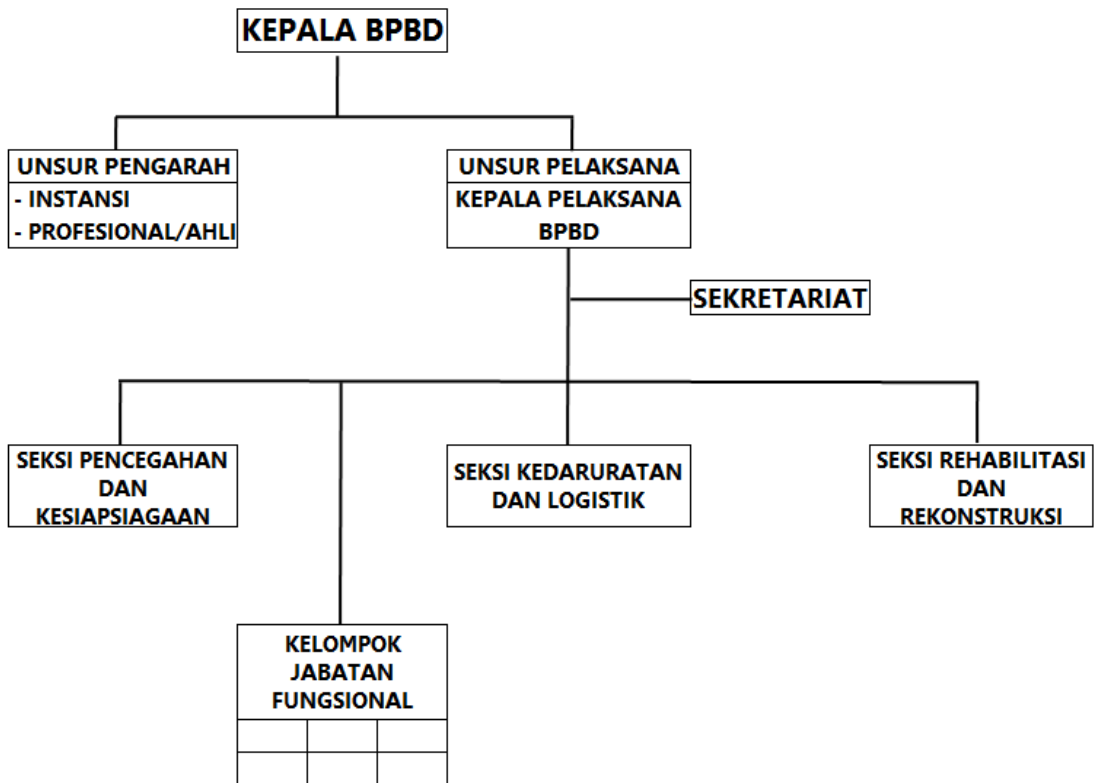 KEPALA BPBD
UNSUR PENGARAH
- INSTANSI
- PROFESIONAL/AHLI
UNSUR PELAKSANA
KEPALA PELAKSANA
BPBD
SEKRETARIAT
SEKSI PENCEGAHAN
DAN
KESIAPSIAGAAN
SEKSI KEDARURATAN
DAN LOGISTIK
SEKSI REHABILITASI
DAN
REKONSTRUKSI
KELOMPOK
JABATAN
FUNGSIONAL